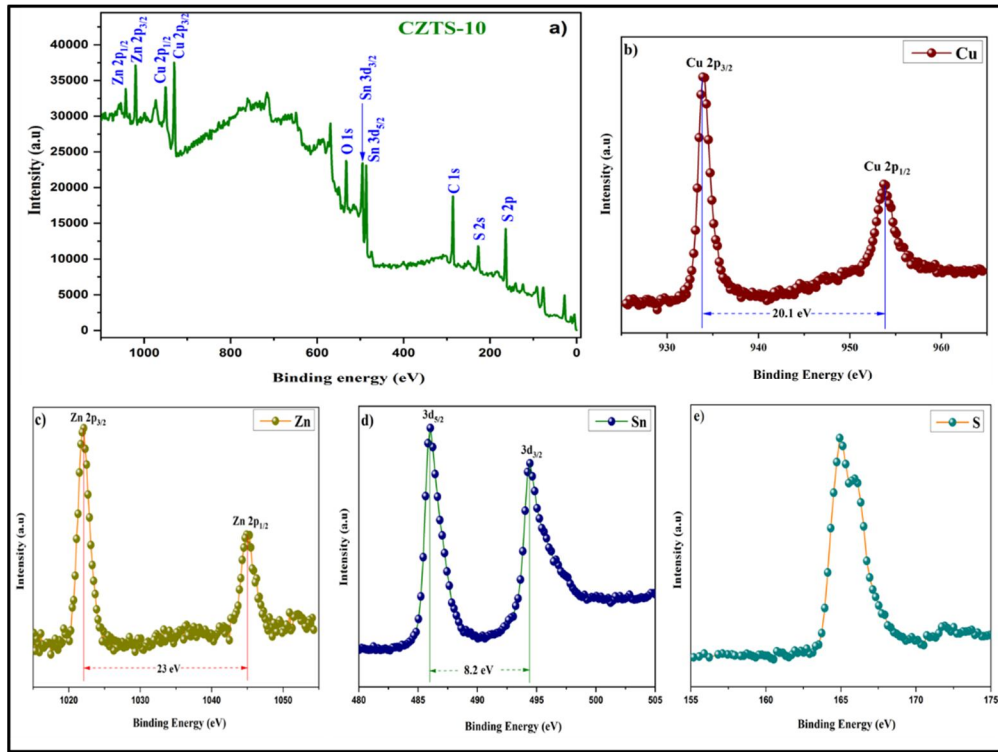 CZTS-10
a)
Zn 2p1/2
Zn 2p3/2
Cu 2p1/2
Cu 2p3/2
O 1s
Sn 3d3/2
Sn 3d5/2
C 1s
S 2s
S 2p
Intensity (a.u)
40000
35000
30000
25000
20000
15000
10000
5000
0
1000 800 600 400 200 0
Binding energy (eV)
b)
Cu
Cu 2p3/2
Cu 2p1/2
20.1 eV
Intensity (a.u)
930 940 950 960
Binding Energy (eV)
c)
Zn
Zn 2p3/2
Zn 2p1/2
23 eV
Intensity (a.u)
1020 1030 1040 1050
Binding Energy (eV)
d)
Sn
3d5/2
3d3/2
8.2 eV
Intensity (a.u)
480 485 490 495 500 505
Binding Energy (eV)
e)
S
Intensity (a.u)
155 160 165 170 175
Binding Energy (eV)